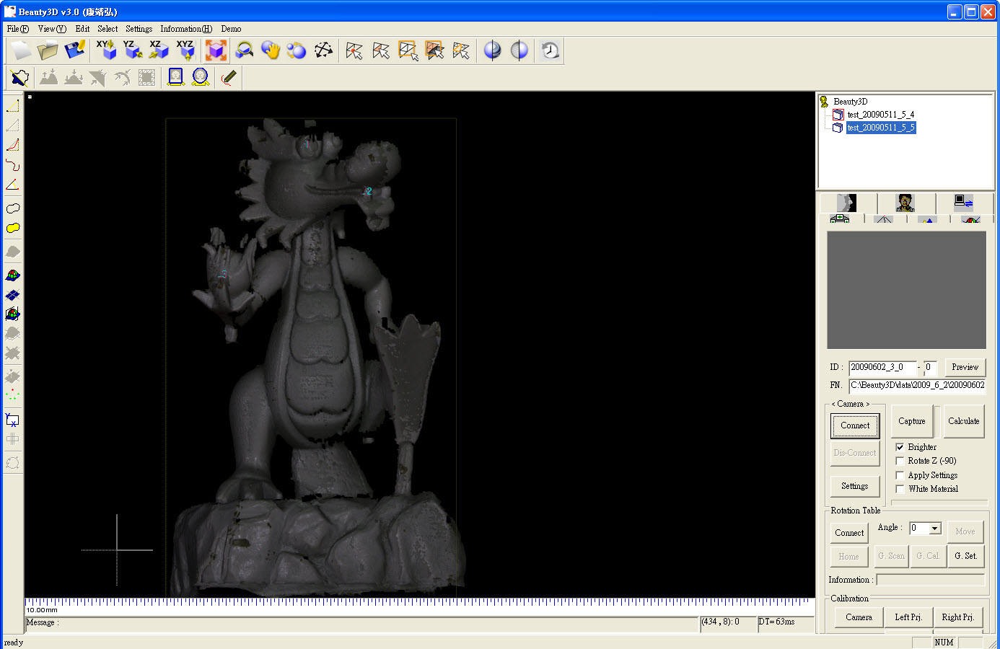 Beauty3D v3.0 (康靖弘)
File(F) View(V) Edit Select Settings Information(H) Demo
XY YZ XZ XYZ
1
2
3
10.00mm
Message :
(434 , 8): 0
DT= 63ms
ready
NUM
Beauty3D
test_20090511_5_4
test_20090511_5_5
ID : 20090602_3_0 - 0 Preview
FN. C:\Beauty3D\data\2009_6_2\20090602
< Camera >
Connect
Capture
Calculate
Dis-Connect
Settings
Brighter
Rotate Z (-90)
Apply Settings
White Material
Rotation Table
Connect
Angle : 0
Move
Home
G. Scan
G. Cal.
G. Set.
Information :
Calibration
Camera
Left Prj.
Right Prj.
Y
X